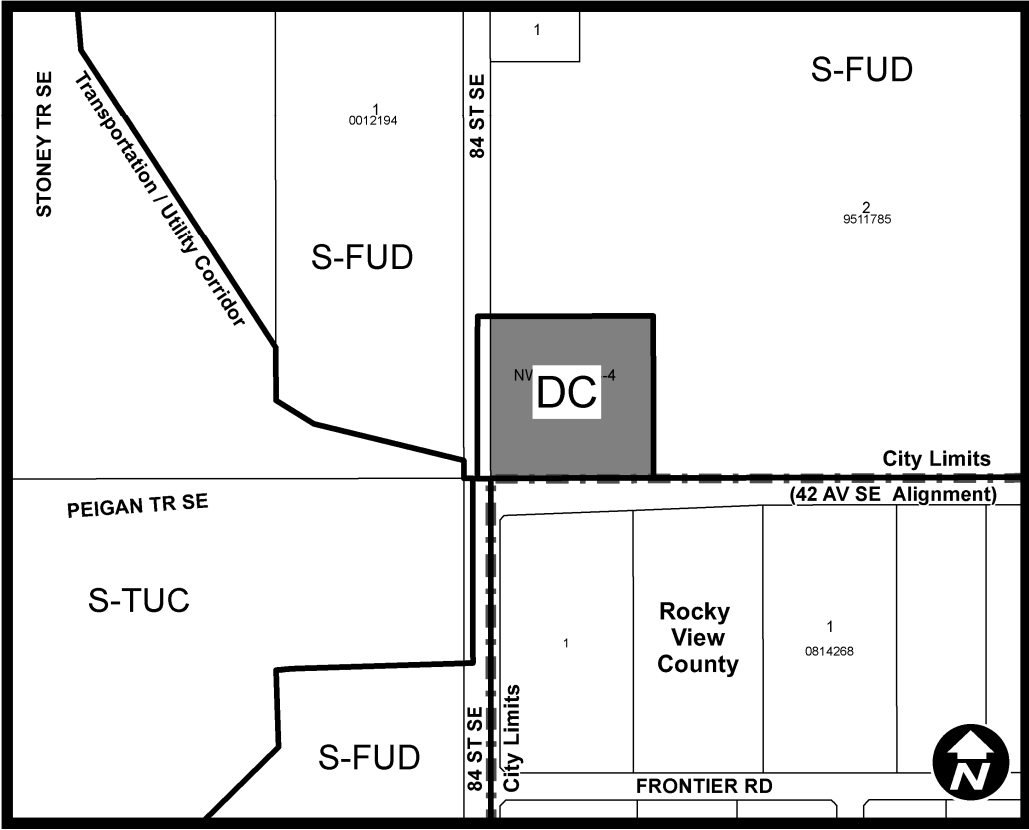 1
S-FUD
STONEY TR SE
Transportation / Utility Corridor
1
0012194
84 ST SE
2
9511785
S-FUD
NW -4
DC
City Limits
(42 AV SE Alignment)
PEIGAN TR SE
S-TUC
Rocky
View
County
1
1
0814268
City Limits
84 ST SE
S-FUD
FRONTIER RD
N